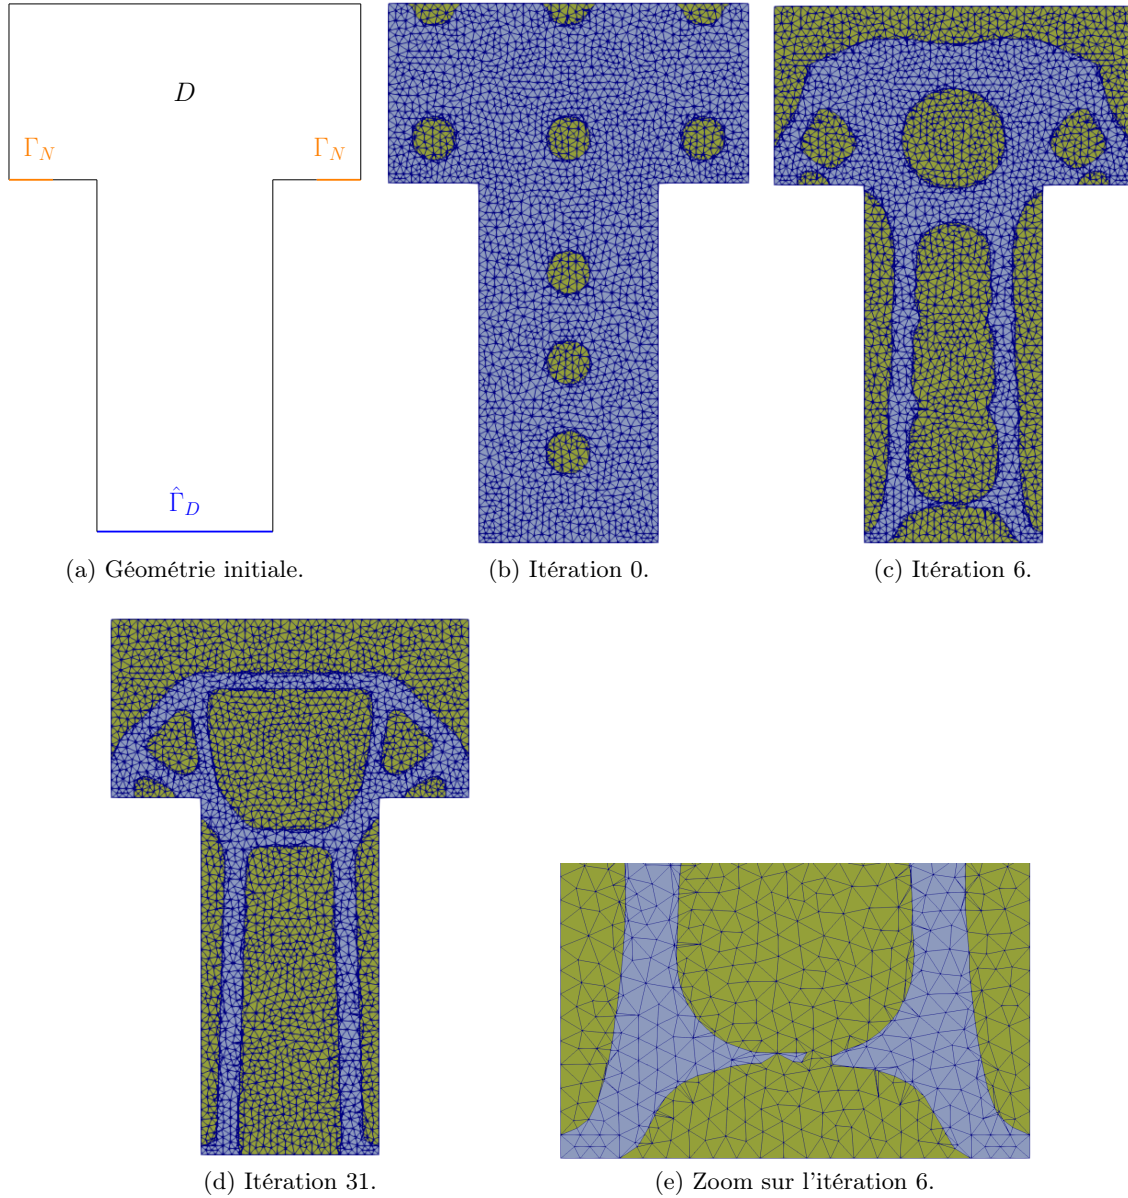 D
Γ_N Γ_N
Γ̂_D
(a) Géométrie initiale.
(b) Itération 0.
(c) Itération 6.
(d) Itération 31.
(e) Zoom sur l'itération 6.